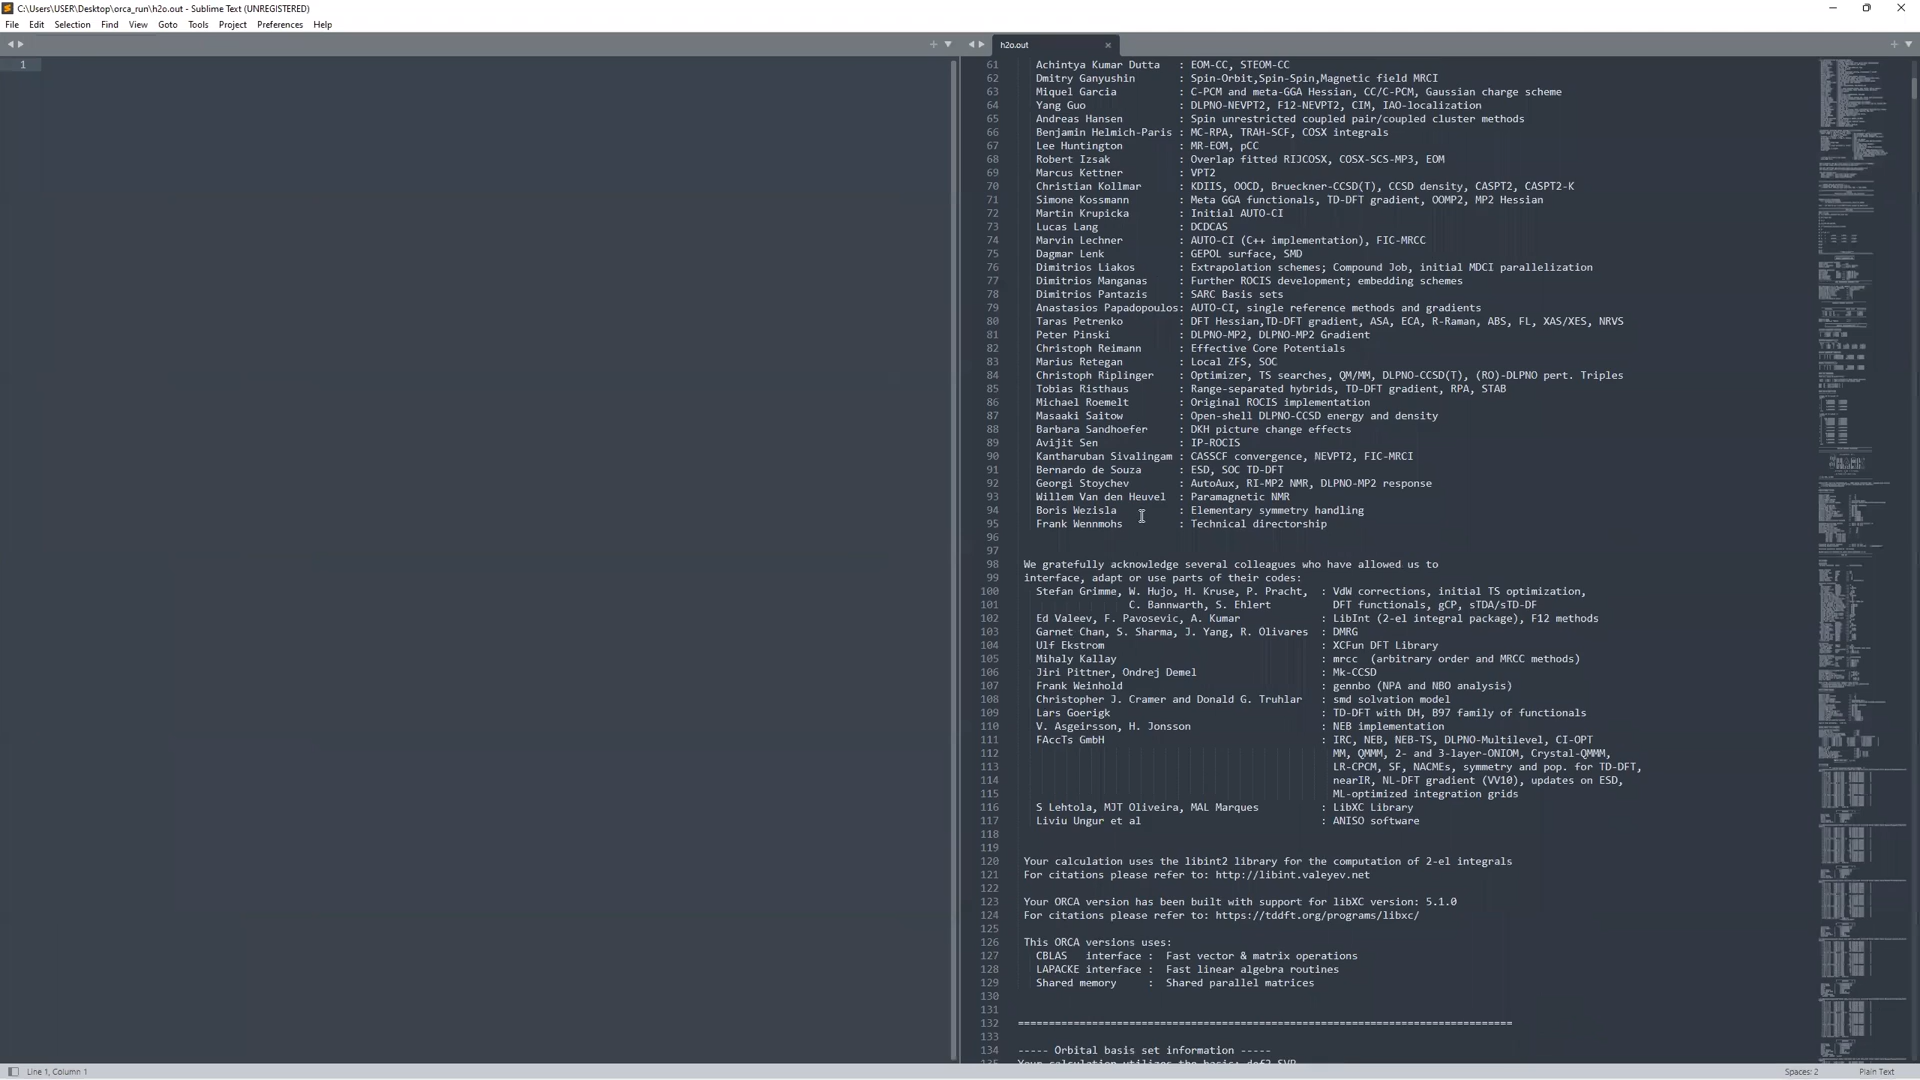 C:\Users\USER\Desktop\orca_run\h2o.out - Sublime Text (UNREGISTERED)
File Edit Selection Find View Goto Tools Project Preferences Help
h2o.out
1
61 Achintya Kumar Dutta : EOM-CC, STEOM-CC
62 Dmitry Ganyushin : Spin-Orbit,Spin-Spin,Magnetic field MRCI
63 Miquel Garcia : C-PCM and meta-GGA Hessian, CC/C-PCM, Gaussian charge scheme
64 Yang Guo : DLPNO-NEVPT2, F12-NEVPT2, CIM, IAO-localization
65 Andreas Hansen : Spin unrestricted coupled pair/coupled cluster methods
66 Benjamin Helmich-Paris : MC-RPA, TRAH-SCF, COSX integrals
67 Lee Huntington : MR-EOM, pCC
68 Robert Izsak : Overlap fitted RIJCOSX, COSX-SCS-MP3, EOM
69 Marcus Kettner : VPT2
70 Christian Kollmar : KDIIS, OOCD, Brueckner-CCSD(T), CCSD density, CASPT2, CASPT2-K
71 Simone Kossmann : Meta GGA functionals, TD-DFT gradient, OOMP2, MP2 Hessian
72 Martin Krupicka : Initial AUTO-CI
73 Lucas Lang : DCDCAS
74 Marvin Lechner : AUTO-CI (C++ implementation), FIC-MRCC
75 Dagmar Lenk : GEPOL surface, SMD
76 Dimitrios Liakos : Extrapolation schemes; Compound Job, initial MDCI parallelization
77 Dimitrios Manganas : Further ROCIS development; embedding schemes
78 Dimitrios Pantazis : SARC Basis sets
79 Anastasios Papadopoulos: AUTO-CI, single reference methods and gradients
80 Taras Petrenko : DFT Hessian,TD-DFT gradient, ASA, ECA, R-Raman, ABS, FL, XAS/XES, NRVS
81 Peter Pinski : DLPNO-MP2, DLPNO-MP2 Gradient
82 Christoph Reimann : Effective Core Potentials
83 Marius Retegan : Local ZFS, SOC
84 Christoph Riplinger : Optimizer, TS searches, QM/MM, DLPNO-CCSD(T), (RO)-DLPNO pert. Triples
85 Tobias Risthaus : Range-separated hybrids, TD-DFT gradient, RPA, STAB
86 Michael Roemelt : Original ROCIS implementation
87 Masaaki Saitow : Open-shell DLPNO-CCSD energy and density
88 Barbara Sandhoefer : DKH picture change effects
89 Avijit Sen : IP-ROCIS
90 Kantharuban Sivalingam : CASSCF convergence, NEVPT2, FIC-MRCI
91 Bernardo de Souza : ESD, SOC TD-DFT
92 Georgi Stoychev : AutoAux, RI-MP2 NMR, DLPNO-MP2 response
93 Willem Van den Heuvel : Paramagnetic NMR
94 Boris Wezisla : Elementary symmetry handling
95 Frank Wennmohs : Technical directorship
96
97
98 We gratefully acknowledge several colleagues who have allowed us to
99 interface, adapt or use parts of their codes:
100 Stefan Grimme, W. Hujo, H. Kruse, P. Pracht, : VdW corrections, initial TS optimization,
101 C. Bannwarth, S. Ehlert DFT functionals, gCP, sTDA/sTD-DF
102 Ed Valeev, F. Pavosevic, A. Kumar : LibInt (2-el integral package), F12 methods
103 Garnet Chan, S. Sharma, J. Yang, R. Olivares : DMRG
104 Ulf Ekstrom : XCFun DFT Library
105 Mihaly Kallay : mrcc (arbitrary order and MRCC methods)
106 Jiri Pittner, Ondrej Demel : Mk-CCSD
107 Frank Weinhold : gennbo (NPA and NBO analysis)
108 Christopher J. Cramer and Donald G. Truhlar : smd solvation model
109 Lars Goerigk : TD-DFT with DH, B97 family of functionals
110 V. Asgeirsson, H. Jonsson : NEB implementation
111 FAccTs GmbH : IRC, NEB, NEB-TS, DLPNO-Multilevel, CI-OPT
112 MM, QMMM, 2- and 3-layer-ONIOM, Crystal-QMMM,
113 LR-CPCM, SF, NACMEs, symmetry and pop. for TD-DFT,
114 nearIR, NL-DFT gradient (VV10), updates on ESD,
115 ML-optimized integration grids
116 S Lehtola, MJT Oliveira, MAL Marques : LibXC Library
117 Liviu Ungur et al : ANISO software
118
119
120 Your calculation uses the libint2 library for the computation of 2-el integrals
121 For citations please refer to: http://libint.valeyev.net
122
123 Your ORCA version has been built with support for libXC version: 5.1.0
124 For citations please refer to: https://tddft.org/programs/libxc/
125
126 This ORCA versions uses:
127 CBLAS interface : Fast vector & matrix operations
128 LAPACKE interface : Fast linear algebra routines
129 Shared memory : Shared parallel matrices
130
131
132 ================================================================================
133
134 ----- Orbital basis set information -----
135 Your calculation utilizes the basis: def2-SVP
Line 1, Column 1
Spaces: 2
Plain Text